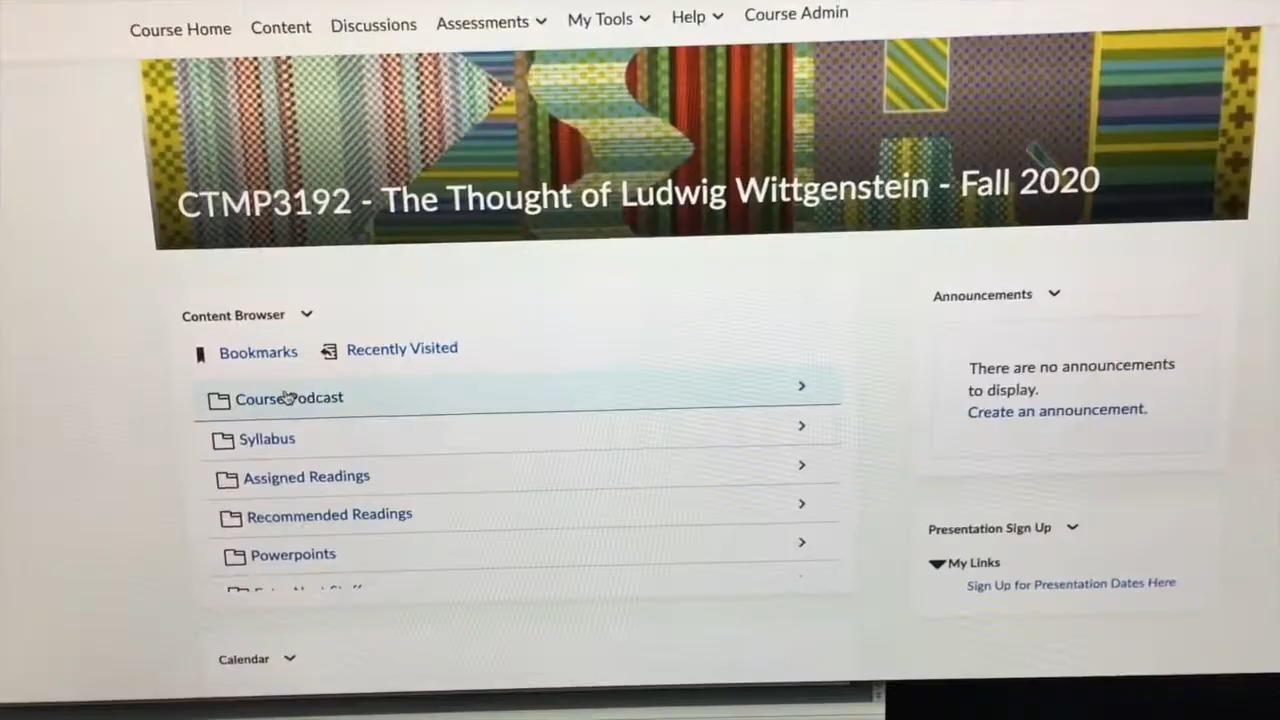 Course Home Content Discussions Assessments My Tools Help Course Admin
CTMP3192 - The Thought of Ludwig Wittgenstein - Fall 2020
Content Browser
Bookmarks Recently Visited
Course Podcast
Syllabus
Assigned Readings
Recommended Readings
Powerpoints
Calendar
Announcements
There are no announcements
to display.
Create an announcement.
Presentation Sign Up
My Links
Sign Up for Presentation Dates Here